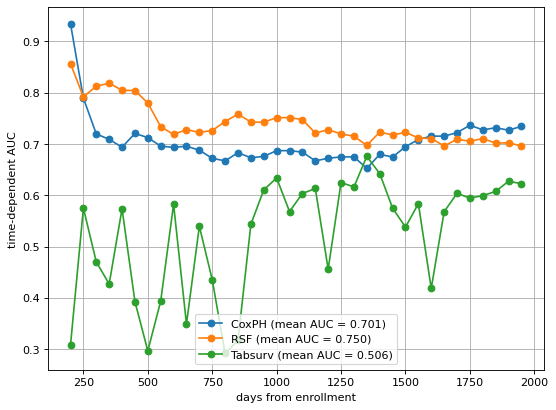 0.9
0.8
0.7
0.6
0.5
0.4
0.3
time-dependent AUC
CoxPH (mean AUC = 0.701)
RSF (mean AUC = 0.750)
Tabsurv (mean AUC = 0.506)
250 500 750 1000 1250 1500 1750 2000
days from enrollment